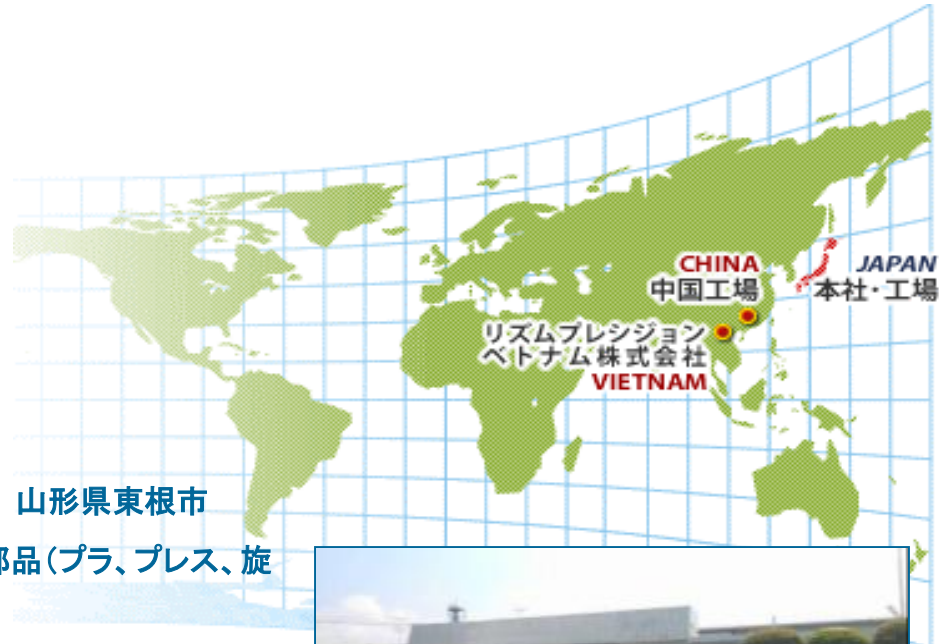 CHINA
中国工場
JAPAN
本社・工場
リズムプレシジョン
ベトナム株式会社
VIETNAM
山形県東根市
部品（プラ、プレス、旋